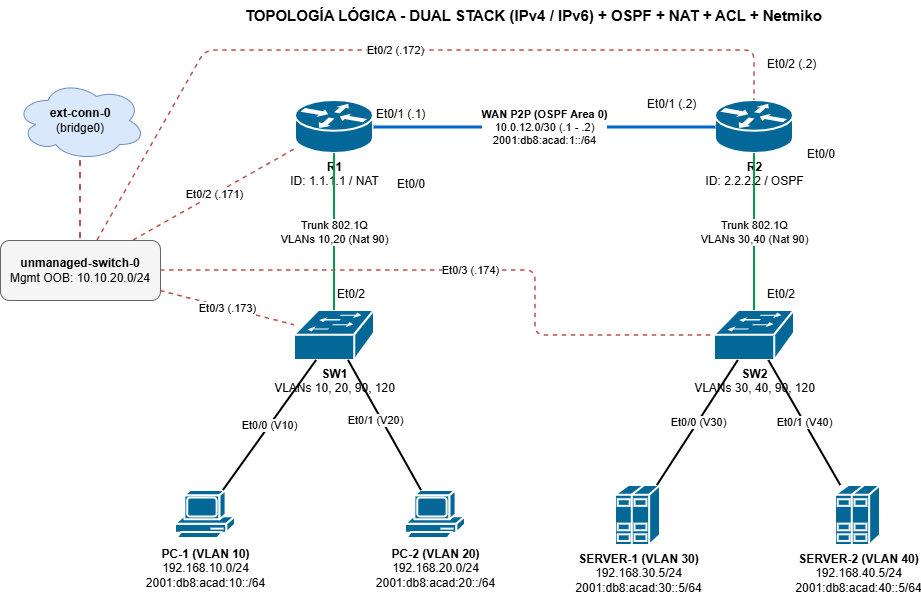 TOPOLOGÍA LÓGICA - DUAL STACK (IPv4 / IPv6) + OSPF + NAT + ACL + Netmiko
Et0/2 (.172)
Et0/2 (.2)
ext-conn-0
(bridge0)
Et0/1 (.1)
WAN P2P (OSPF Area 0)
10.0.12.0/30 (.1 - .2)
2001:db8:acad:1::/64
Et0/1 (.2)
Et0/0
R1
ID: 1.1.1.1 / NAT
Et0/0
R2
ID: 2.2.2.2 / OSPF
Et0/2 (.171)
Trunk 802.1Q
VLANs 10,20 (Nat 90)
Trunk 802.1Q
VLANs 30,40 (Nat 90)
unmanaged-switch-0
Mgmt OOB: 10.10.20.0/24
Et0/3 (.174)
Et0/3 (.173)
Et0/2
Et0/2
SW1
VLANs 10, 20, 90, 120
SW2
VLANs 30, 40, 90, 120
Et0/0 (V10)
Et0/1 (V20)
Et0/0 (V30)
Et0/1 (V40)
PC-1 (VLAN 10)
192.168.10.0/24
2001:db8:acad:10::/64
PC-2 (VLAN 20)
192.168.20.0/24
2001:db8:acad:20::/64
SERVER-1 (VLAN 30)
192.168.30.5/24
2001:db8:acad:30::5/64
SERVER-2 (VLAN 40)
192.168.40.5/24
2001:db8:acad:40::5/64